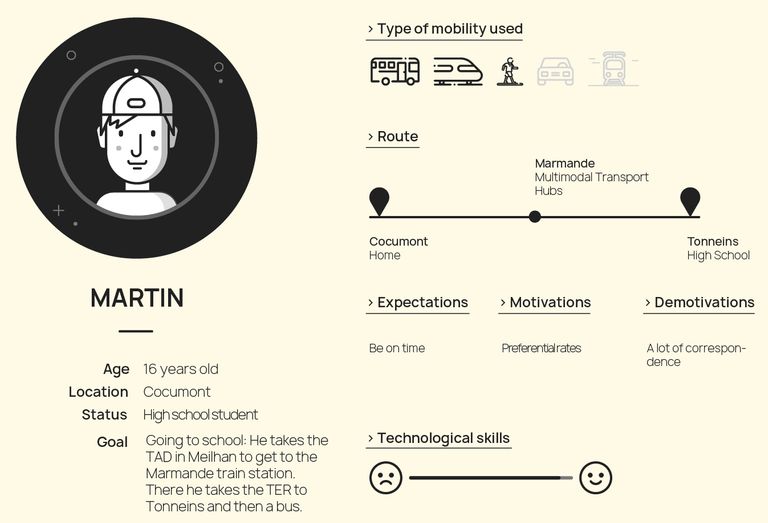 MARTIN
Age 16 years old
Location Cocumont
Status High school student
Goal Going to school: He takes the
TAD in Meilhan to get to the
Marmande train station.
There he takes the TER to
Tonneins and then a bus.
> Type of mobility used
> Route
Marmande
Multimodal Transport
Hubs
Cocumont
Home
Tonneins
High School
> Expectations
Be on time
> Motivations
Preferential rates
> Demotivations
A lot of correspon-
dence
> Technological skills